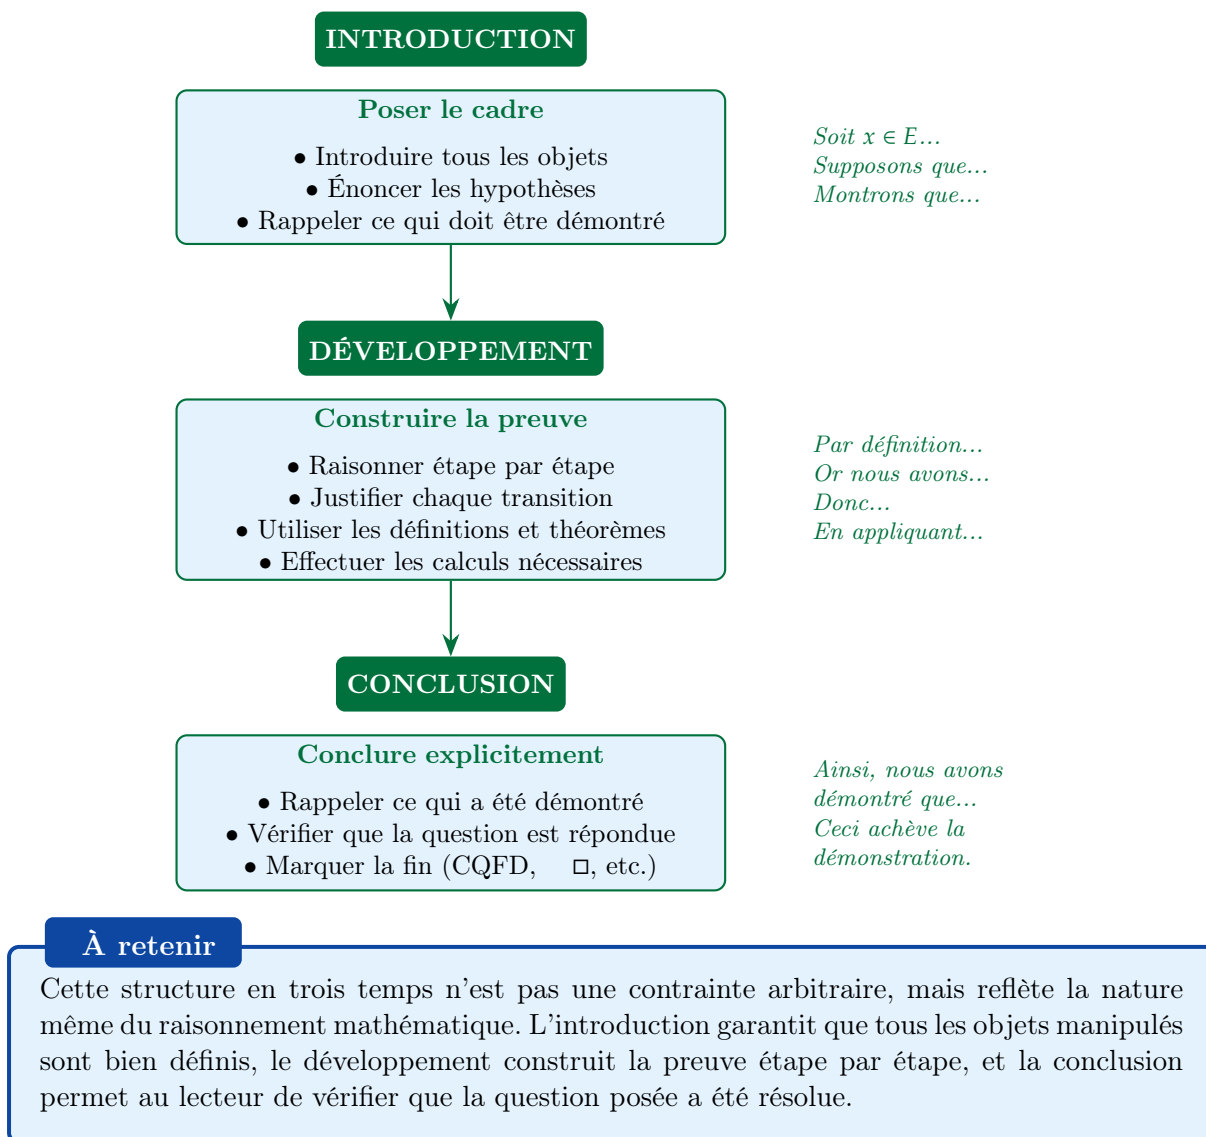 INTRODUCTION
Poser le cadre
• Introduire tous les objets
• Énoncer les hypothèses
• Rappeler ce qui doit être démontré
Soit x ∈ E...
Supposons que...
Montrons que...
DÉVELOPPEMENT
Construire la preuve
• Raisonner étape par étape
• Justifier chaque transition
• Utiliser les définitions et théorèmes
• Effectuer les calculs nécessaires
Par définition...
Or nous avons...
Donc...
En appliquant...
CONCLUSION
Conclure explicitement
• Rappeler ce qui a été démontré
• Vérifier que la question est répondue
• Marquer la fin (CQFD, □, etc.)
Ainsi, nous avons
démontré que...
Ceci achève la
démonstration.
À retenir
Cette structure en trois temps n'est pas une contrainte arbitraire, mais reflète la nature
même du raisonnement mathématique. L'introduction garantit que tous les objets manipulés
sont bien définis, le développement construit la preuve étape par étape, et la conclusion
permet au lecteur de vérifier que la question posée a été résolue.